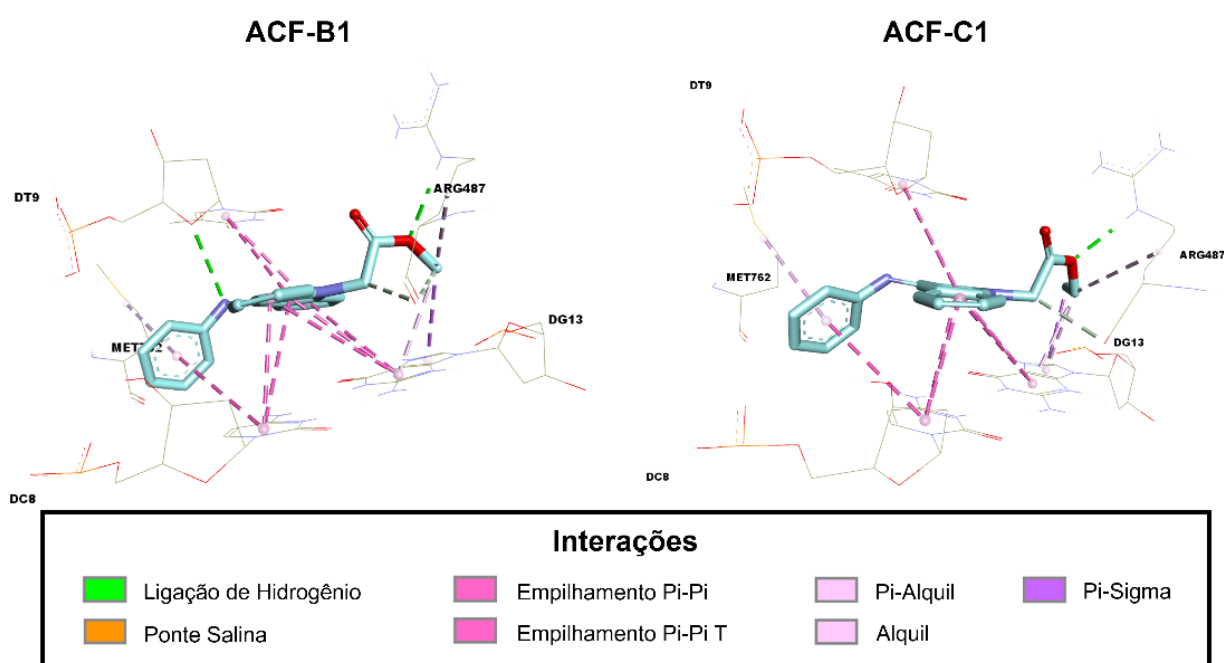 ACF-B1
ACF-C1
DT9
ARG487
MET762
DG13
DC8
DT9
ARG487
MET762
DG13
DC8
Interações
Ligação de Hidrogênio
Empilhamento Pi-Pi
Pi-Alquil
Pi-Sigma
Ponte Salina
Empilhamento Pi-Pi T
Alquil